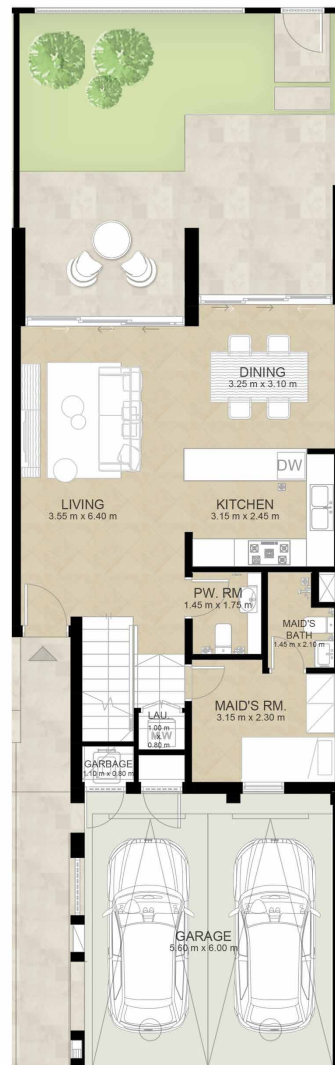 DINING
3.25 m x 3.10 m
DW
LIVING
3.55 m x 6.40 m
KITCHEN
3.15 m x 2.45 m
PW. RM
1.45 m x 1.75 m
MAID'S
BATH
1.45 m x 2.10 m
MAID'S RM.
3.15 m x 2.30 m
LAU.
1.00 m
x
0.80 m
MW
GARBAGE
1.10 m x 0.80 m
GARAGE
5.60 m x 6.00 m